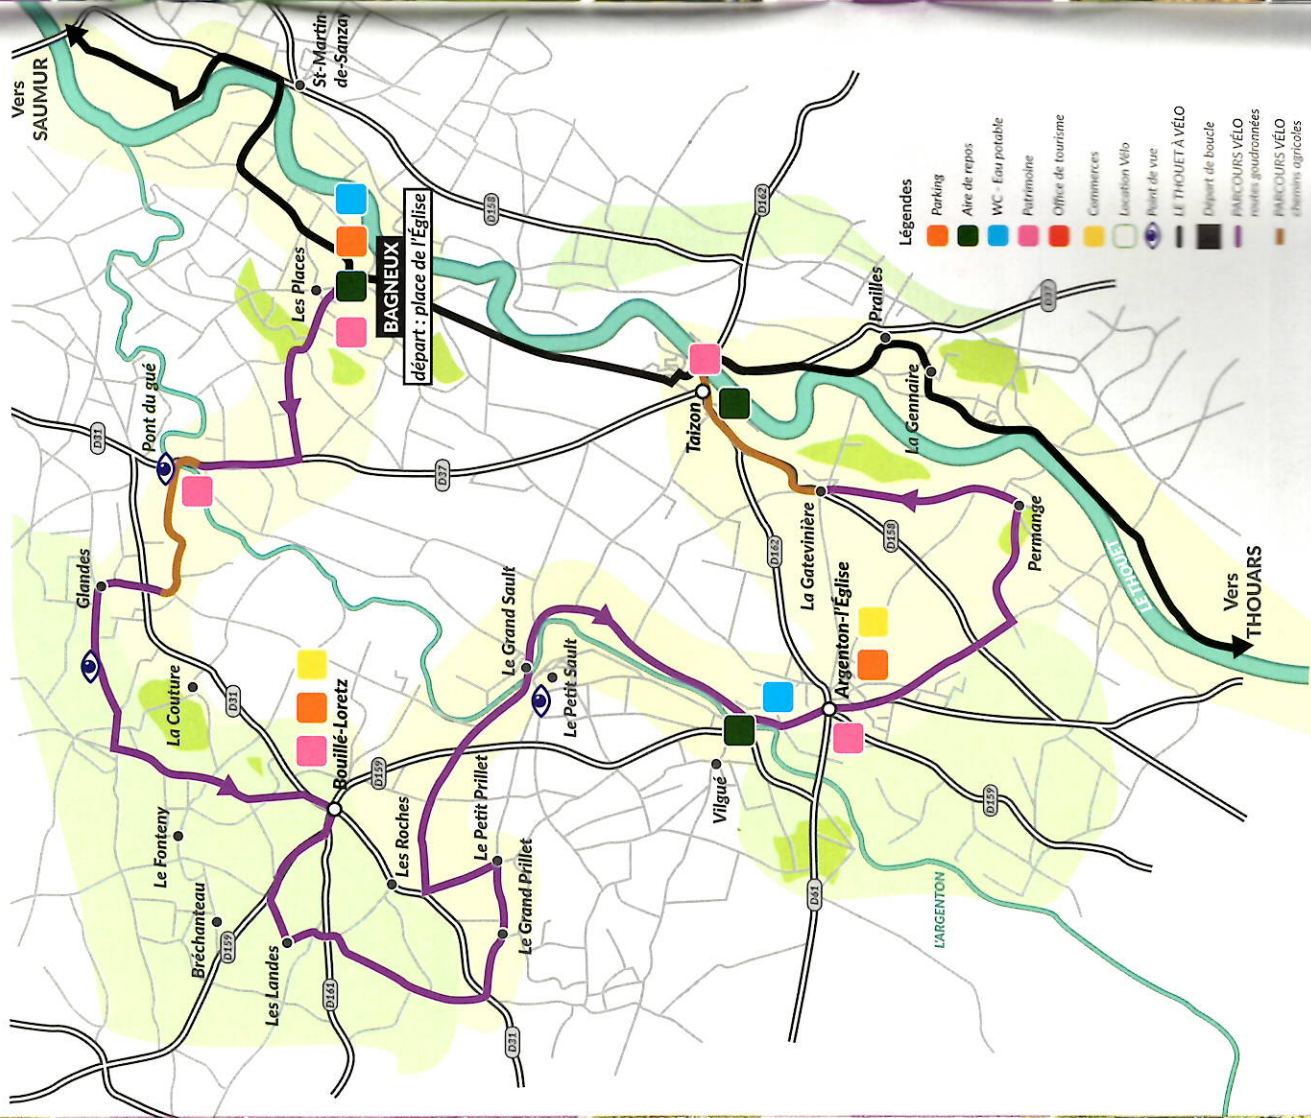 Vers
SAUMUR
St-Martin-
de-Sanzay
Les Places
BAGNEUX
départ : place de l'Église
D158
D162
Pont du gué
D31
D37
Taizon
Prailles
D37
La Gennaire
Glandes
La Couture
D31
Bouillé-Loretz
D159
Le Grand Sault
Le Petit Sault
La Gatevinière
D162
D158
Argenton-l'Église
Permange
LE THOUET
Vers
THOUARS
Le Fonteny
Bréchanteau
D159
Les Landes
D161
Les Roches
Le Petit Prillet
Le Grand Prillet
D31
Vilgué
D61
D159
L'ARGENTON
Légendes
Parking
Aire de repos
WC - Eau potable
Patrimoine
Office de tourisme
Commerces
Location Vélo
Point de vue
LE THOUET À VÉLO
Départ de boucle
PARCOURS VÉLO
routes goudronnées
PARCOURS VÉLO
chemins agricoles